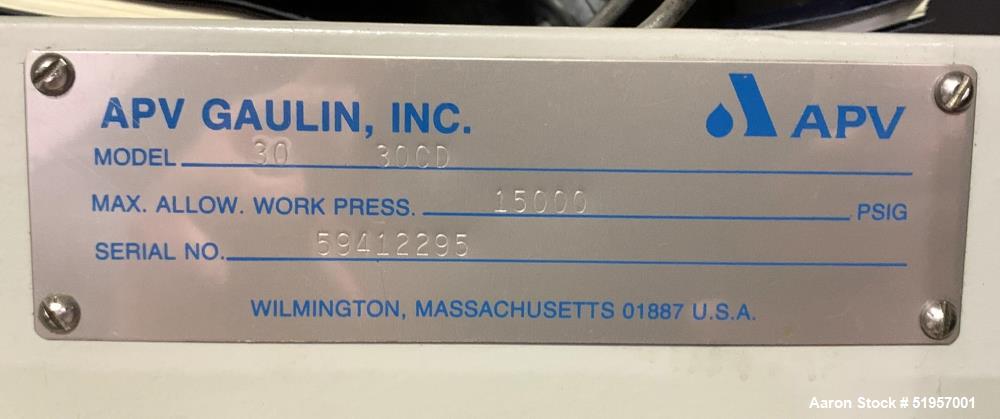 APV GAULIN, INC.
APV
MODEL 30 30CD
MAX. ALLOW. WORK PRESS. 15000 PSIG
SERIAL NO. 59412295
WILMINGTON, MASSACHUSETTS 01887 U.S.A.
Aaron Stock # 51957001